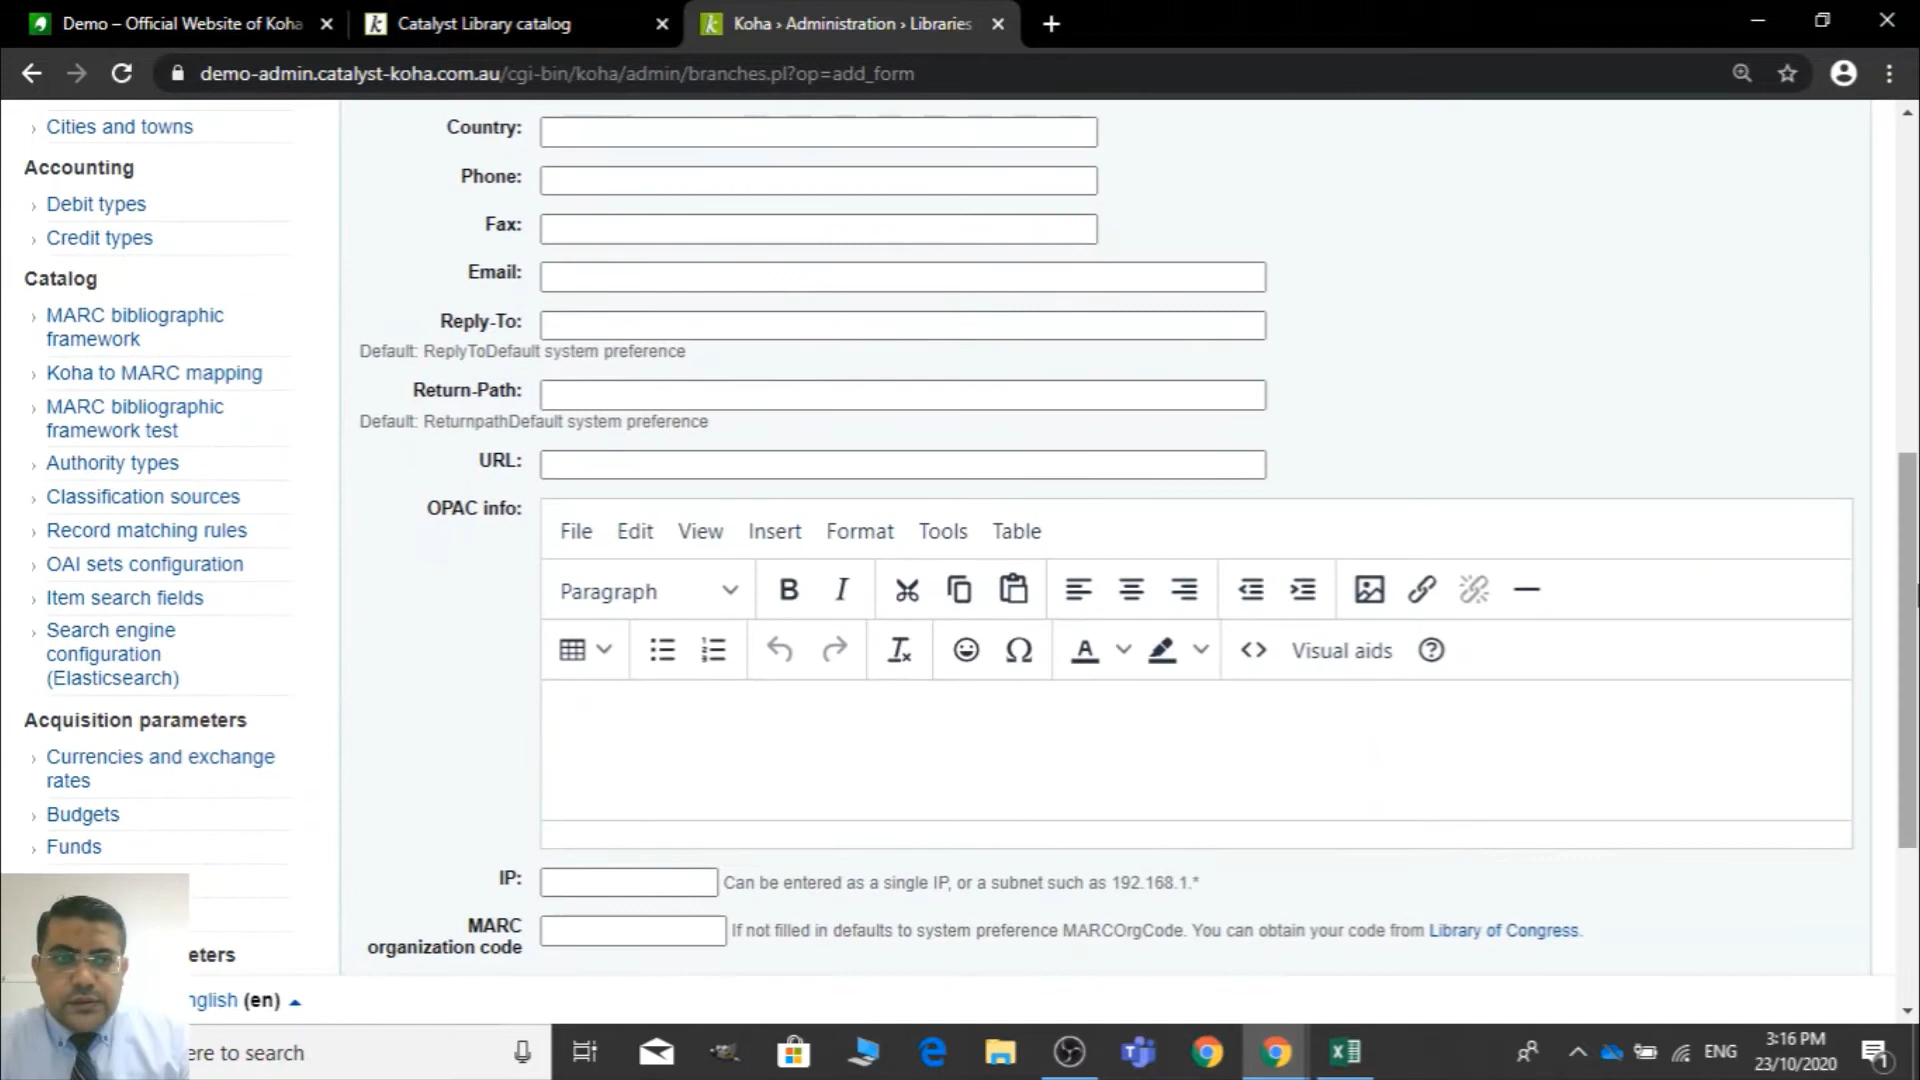 Demo – Official Website of Koha
Catalyst Library catalog
Koha › Administration › Libraries
demo-admin.catalyst-koha.com.au/cgi-bin/koha/admin/branches.pl?op=add_form
Cities and towns
Accounting
Debit types
Credit types
Catalog
MARC bibliographic
framework
Koha to MARC mapping
MARC bibliographic
framework test
Authority types
Classification sources
Record matching rules
OAI sets configuration
Item search fields
Search engine
configuration
(Elasticsearch)
Acquisition parameters
Currencies and exchange
rates
Budgets
Funds
eters
nglish (en)
Country:
Phone:
Fax:
Email:
Reply-To:
Default: ReplyToDefault system preference
Return-Path:
Default: ReturnpathDefault system preference
URL:
OPAC info:
File Edit View Insert Format Tools Table
Paragraph B I
Visual aids
IP:
Can be entered as a single IP, or a subnet such as 192.168.1.*
MARC
organization code
If not filled in defaults to system preference MARCOrgCode. You can obtain your code from Library of Congress.
ere to search
ENG
3:16 PM
23/10/2020
1